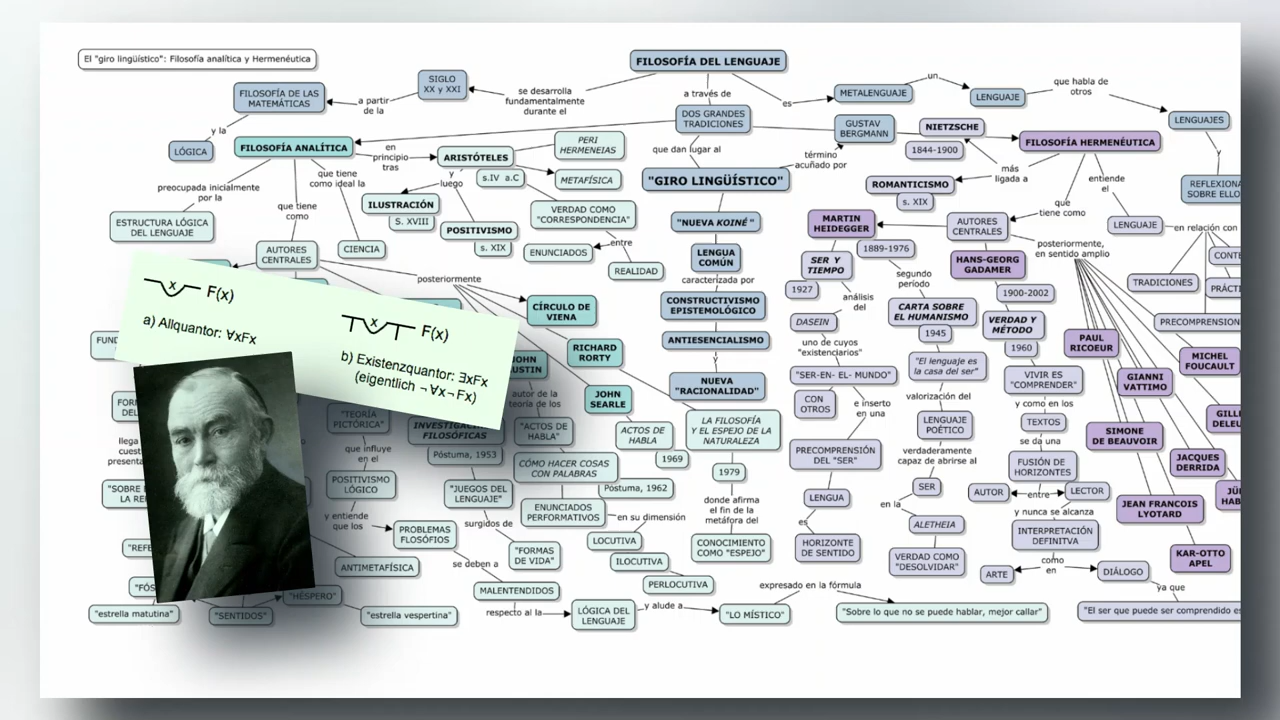 El "giro lingüístico": Filosofía analítica y Hermenéutica
FILOSOFÍA DEL LENGUAJE
SIGLO
XX y XXI
se desarrolla
fundamentalmente
durante el
a través de
es
METALENGUAJE
un
LENGUAJE
que habla de
otros
LENGUAJES
y
REFLEXIONA
SOBRE ELLO
FILOSOFÍA DE LAS
MATEMÁTICAS
a partir
de la
y la
LÓGICA
DOS GRANDES
TRADICIONES
que dan lugar al
GUSTAV
BERGMANN
término
acuñado por
"GIRO LINGÜÍSTICO"
FILOSOFÍA ANALÍTICA
en
principio
tras
ARISTÓTELES
s.IV a.C
PERI
HERMENEIAS
METAFÍSICA
VERDAD COMO
"CORRESPONDENCIA"
entre
ENUNCIADOS
REALIDAD
y
luego
ILUSTRACIÓN
S. XVIII
POSITIVISMO
s. XIX
preocupada inicialmente
por la
ESTRUCTURA LÓGICA
DEL LENGUAJE
que tiene
como
que tiene
como ideal la
CIENCIA
AUTORES
CENTRALES
posteriormente
CÍRCULO DE
VIENA
RICHARD
RORTY
JOHN
SEARLE
"NUEVA KOINÉ "
LENGUA
COMÚN
caracterizada por
CONSTRUCTIVISMO
EPISTEMOLÓGICO
ANTIESENCIALISMO
y
NUEVA
"RACIONALIDAD"
NIETZSCHE
1844-1900
FILOSOFÍA HERMENÉUTICA
más
ligada a
ROMANTICISMO
s. XIX
que
tiene como
entiende
el
LENGUAJE
en relación con
TRADICIONES
AUTORES
CENTRALES
MARTIN
HEIDEGGER
1889-1976
SER Y
TIEMPO
1927
análisis
del
DASEIN
uno de cuyos
"existenciarios"
"SER-EN- EL- MUNDO"
CON
OTROS
e inserto
en una
PRECOMPRENSIÓN
DEL "SER"
LENGUA
es
HORIZONTE
DE SENTIDO
segundo
período
CARTA SOBRE
EL HUMANISMO
1945
"El lenguaje es
la casa del ser"
valorización del
LENGUAJE
POÉTICO
verdaderamente
capaz de abrirse al
SER
en la
ALETHEIA
VERDAD COMO
"DESOLVIDAR"
HANS-GEORG
GADAMER
1900-2002
VERDAD Y
MÉTODO
1960
VIVIR ES
"COMPRENDER"
y como en los
TEXTOS
se da una
FUSIÓN DE
HORIZONTES
AUTOR
entre
LECTOR
y nunca se alcanza
INTERPRETACIÓN
DEFINITVA
como
en
ARTE
DIÁLOGO
ya que
"El ser que puede ser comprendido es
posteriormente,
en sentido amplio
PAUL
RICOEUR
MICHEL
FOUCAULT
GIANNI
VATTIMO
SIMONE
DE BEAUVOIR
JACQUES
DERRIDA
JEAN FRANCOIS
LYOTARD
KAR-OTTO
APEL
x F(x)
a) Allquantor: ∀xFx
x F(x)
b) Existenzquantor: ∃xFx
(eigentlich ¬ ∀x¬ Fx)
"TEORÍA
PICTÓRICA"
que influye
en el
POSITIVISMO
LÓGICO
y entiende
que los
PROBLEMAS
FILOSÓFIOS
se deben a
MALENTENDIDOS
respecto al la
LÓGICA DEL
LENGUAJE
y alude a
"LO MÍSTICO"
expresado en la fórmula
"Sobre lo que no se puede hablar, mejor callar"
ANTIMETAFÍSICA
FILOSÓFICAS
Póstuma, 1953
"JUEGOS DEL
LENGUAJE"
surgidos de
"FORMAS
DE VIDA"
autor de la
teoría de los
"ACTOS DE
HABLA"
CÓMO HACER COSAS
CON PALABRAS
Póstuma, 1962
ENUNCIADOS
PERFORMATIVOS
en su dimensión
LOCUTIVA
ILOCUTIVA
PERLOCUTIVA
ACTOS DE
HABLA
1969
LA FILOSOFÍA
Y EL ESPEJO DE LA
NATURALEZA
1979
donde afirma
el fin de la
metáfora del
CONOCIMIENTO
COMO "ESPEJO"
"HÉSPERO"
"estrella matutina"
"SENTIDOS"
"estrella vespertina"